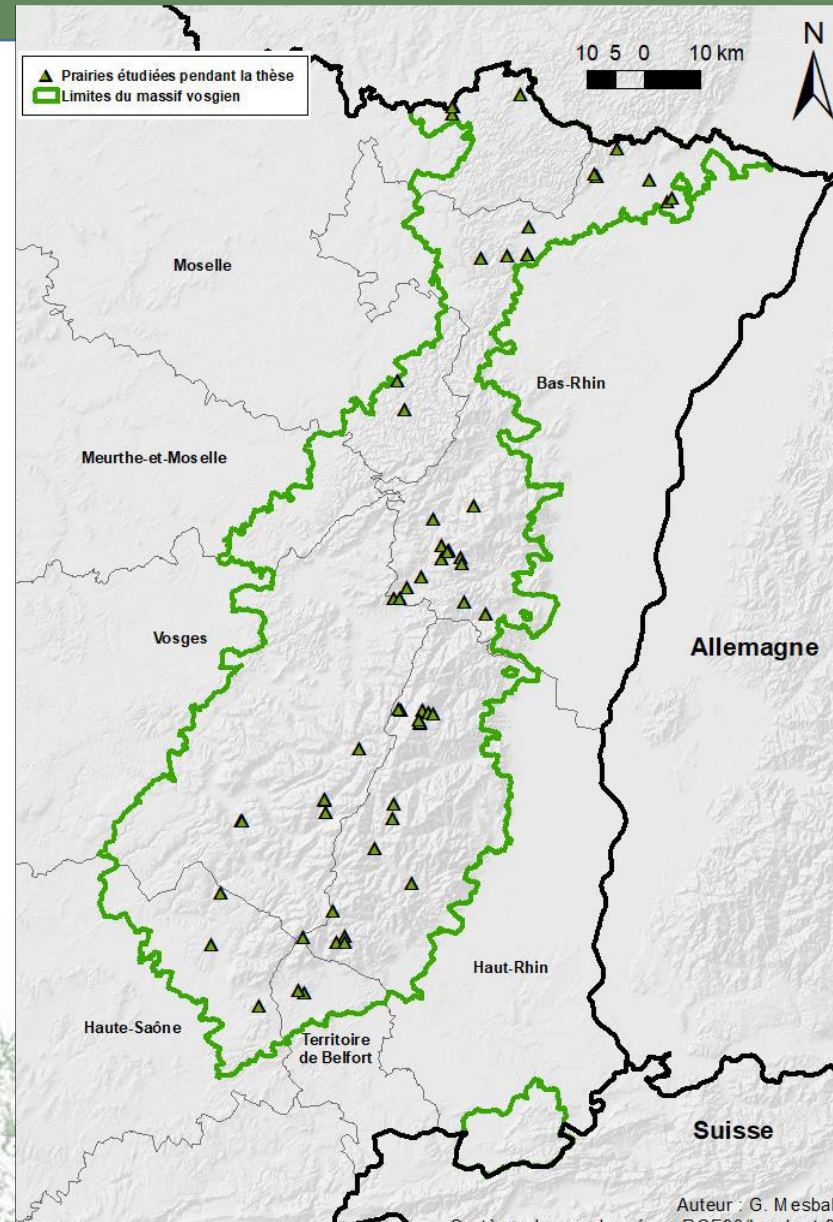 N
10 5 0 10 km
Prairies étudiées pendant la thèse
Limites du massif vosgien
Moselle
Bas-Rhin
Meurthe-et-Moselle
Vosges
Allemagne
Haut-Rhin
Haute-Saône
Territoire
de Belfort
Suisse
Auteur : G. Mesbal